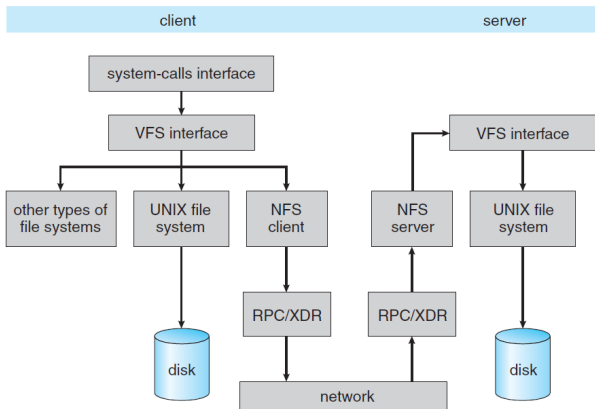 client
server
system-calls interface
VFS interface
VFS interface
other types of
file systems
UNIX file
system
NFS
client
NFS
server
UNIX file
system
RPC/XDR
RPC/XDR
disk
disk
network